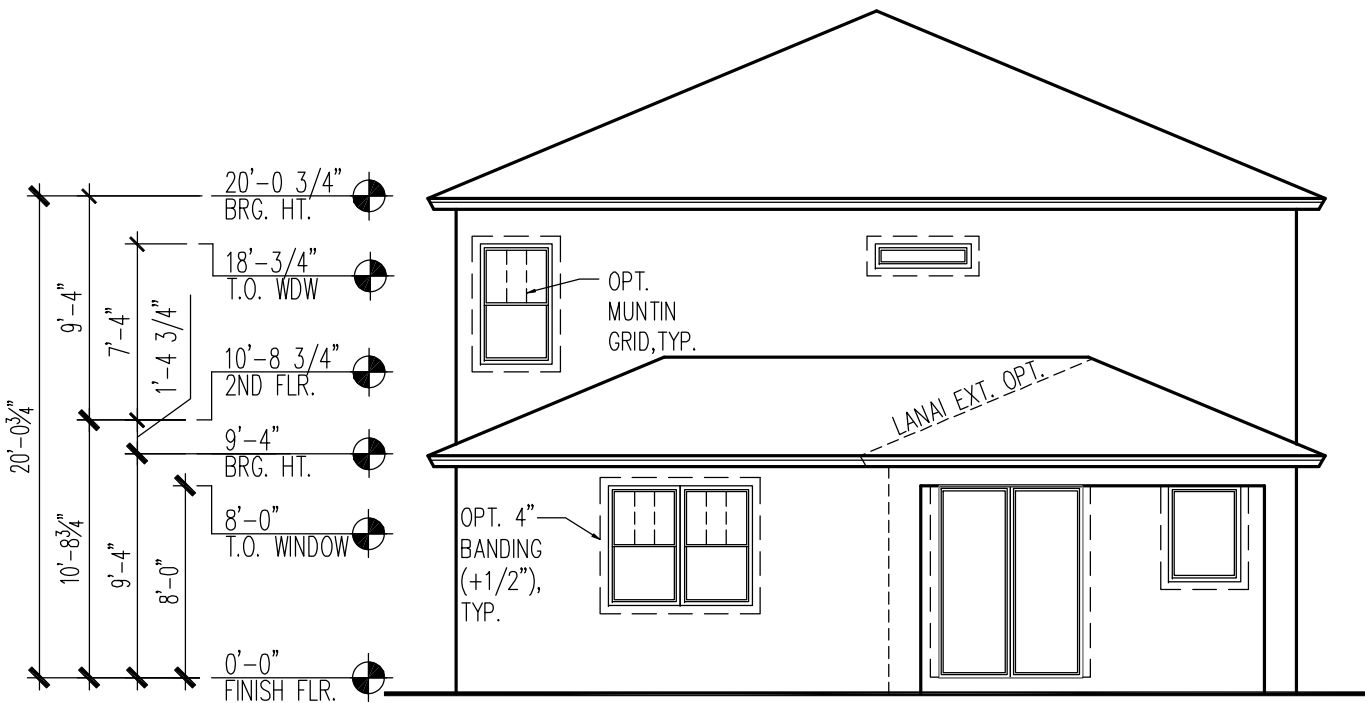 20'-0 3/4"
BRG. HT.
18'-3/4"
T.O. WDW
10'-8 3/4"
2ND FLR.
9'-4"
BRG. HT.
8'-0"
T.O. WINDOW
0'-0"
FINISH FLR.
20'-0¾"
9'-4"
10'-8¾"
7'-4"
9'-4"
1'-4 3/4"
8'-0"
OPT.
MUNTIN
GRID,TYP.
LANAI EXT. OPT.
OPT. 4"
BANDING
(+1/2"),
TYP.